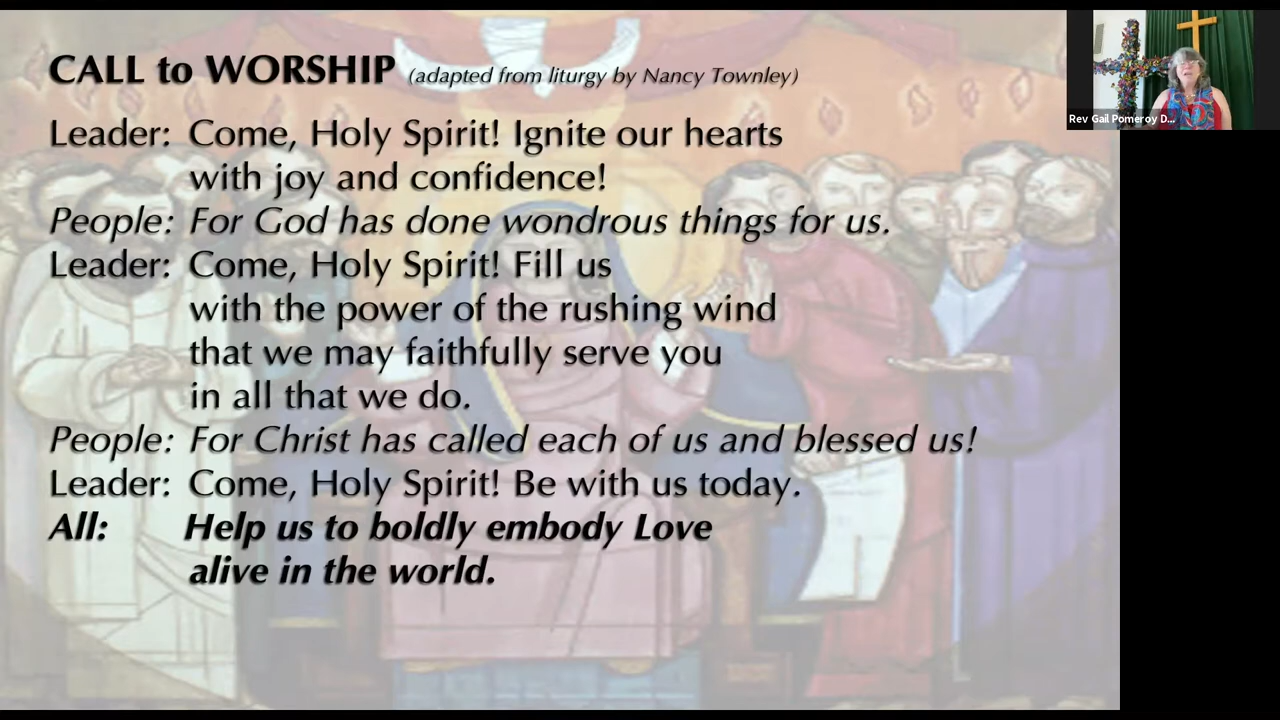 CALL to WORSHIP (adapted from liturgy by Nancy Townley)
Leader: Come, Holy Spirit! Ignite our hearts
with joy and confidence!
People: For God has done wondrous things for us.
Leader: Come, Holy Spirit! Fill us
with the power of the rushing wind
that we may faithfully serve you
in all that we do.
People: For Christ has called each of us and blessed us!
Leader: Come, Holy Spirit! Be with us today.
All: Help us to boldly embody Love
alive in the world.
Rev Gail Pomeroy D...